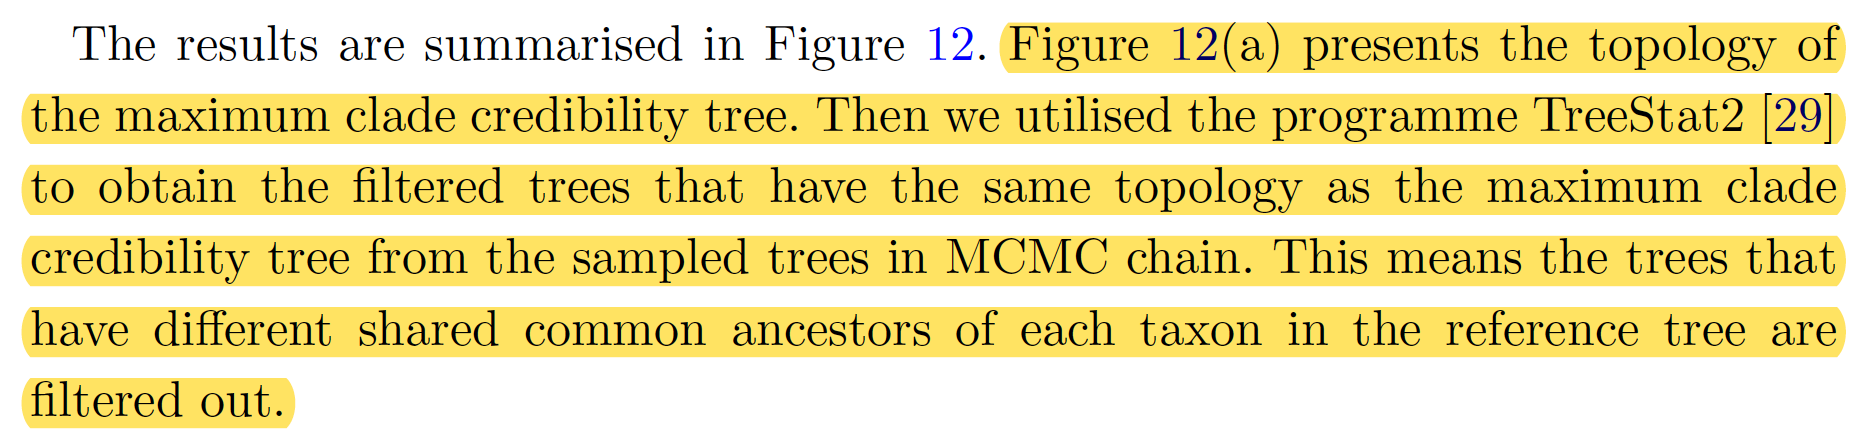 The results are summarised in Figure 12. Figure 12(a) presents the topology of
the maximum clade credibility tree. Then we utilised the programme TreeStat2 [29]
to obtain the filtered trees that have the same topology as the maximum clade
credibility tree from the sampled trees in MCMC chain. This means the trees that
have different shared common ancestors of each taxon in the reference tree are
filtered out.